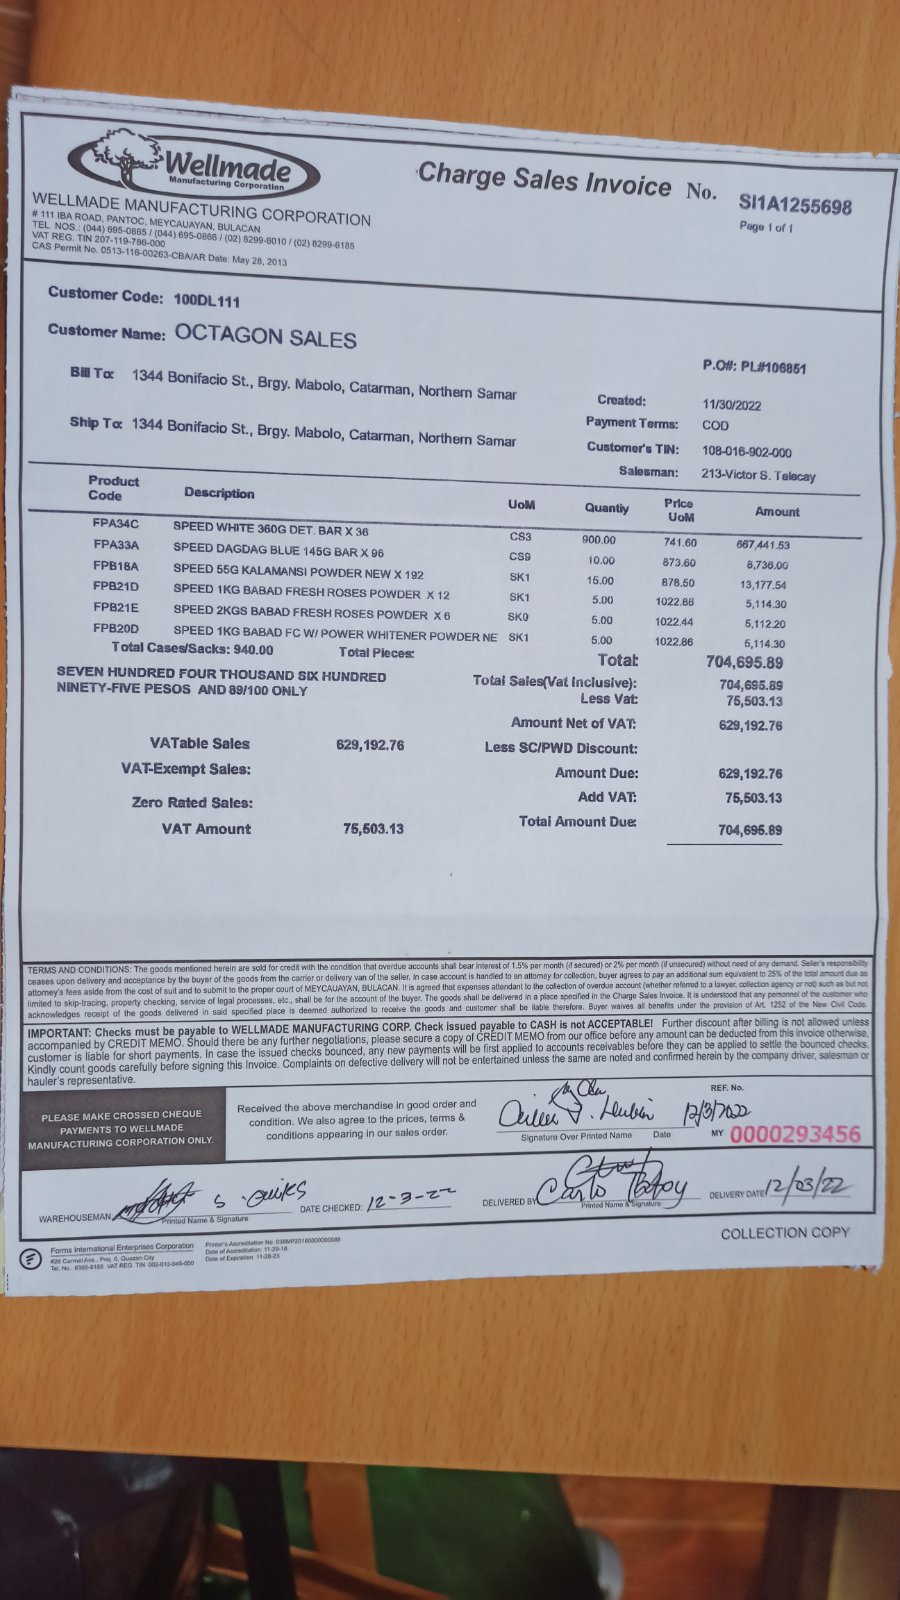 Wellmade
Manufacturing Corporation
Charge Sales Invoice No. SI1A1255698
Page 1 of 1
WELLMADE MANUFACTURING CORPORATION
# 111 IBA ROAD, PANTOC, MEYCAUAYAN, BULACAN
TEL. NOS.: (044) 695-0865 / (044) 695-0866 / (02) 8299-6010 / (02) 8299-6185
VAT REG. TIN 207-119-786-000
CAS Permit No. 0513-116-00263-CBA/AR Date: May 28, 2013
Customer Code: 100DL111
Customer Name: OCTAGON SALES
P.O#: PL#106851
Bill To: 1344 Bonifacio St., Brgy. Mabolo, Catarman, Northern Samar
Created: 11/30/2022
Payment Terms: COD
Ship To: 1344 Bonifacio St., Brgy. Mabolo, Catarman, Northern Samar
Customer's TIN: 108-016-902-000
Salesman: 213-Victor S. Talacay
Product Code Description UoM Quantiy Price UoM Amount
FPA34C SPEED WHITE 360G DET. BAR X 36 CS3 900.00 741.60 667,441.53
FPA33A SPEED DAGDAG BLUE 145G BAR X 96 CS9 10.00 873.60 8,736.00
FPB18A SPEED 55G KALAMANSI POWDER NEW X 192 SK1 15.00 878.50 13,177.54
FPB21D SPEED 1KG BABAD FRESH ROSES POWDER X 12 SK1 5.00 1022.86 5,114.30
FPB21E SPEED 2KGS BABAD FRESH ROSES POWDER X 6 SK0 5.00 1022.44 5,112.20
FPB20D SPEED 1KG BABAD FC W/ POWER WHITENER POWDER NE SK1 5.00 1022.86 5,114.30
Total Cases/Sacks: 940.00 Total Pieces: Total: 704,695.89
SEVEN HUNDRED FOUR THOUSAND SIX HUNDRED
NINETY-FIVE PESOS AND 89/100 ONLY
Total Sales(Vat Inclusive): 704,695.89
Less Vat: 75,503.13
Amount Net of VAT: 629,192.76
VATable Sales 629,192.76 Less SC/PWD Discount:
VAT-Exempt Sales: Amount Due: 629,192.76
Zero Rated Sales: Add VAT: 75,503.13
VAT Amount 75,503.13 Total Amount Due: 704,695.89
TERMS AND CONDITIONS: The goods mentioned herein are sold for credit with the condition that overdue accounts shall bear interest of 1.5% per month (if secured) or 2% per month (if unsecured) without need of any demand. Seller's responsibility
ceases upon delivery and acceptance by the buyer of the goods from the carrier or delivery van of the seller. In case account is handled to an attorney for collection, buyer agrees to pay an additional sum equivalent to 25% of the total amount due as
attorney's fees aside from the cost of suit and to submit to the proper court of MEYCAUAYAN, BULACAN. It is agreed that expenses attendant to the collection of overdue account (whether referred to a lawyer, collection agency or not) such as but not
limited to skip-tracing, property checking, service of legal processes, etc., shall be for the account of the buyer. The goods shall be delivered in a place specified in the Charge Sales Invoice. It is understood that any personnel of the customer who
acknowledges receipt of the goods delivered in said specified place is deemed authorized to receive the goods and customer shall be liable therefore. Buyer waives all benefits under the provision of Art. 1252 of the New Civil Code.
IMPORTANT: Checks must be payable to WELLMADE MANUFACTURING CORP. Check issued payable to CASH is not ACCEPTABLE! Further discount after billing is not allowed unless
accompanied by CREDIT MEMO. Should there be any further negotiations, please secure a copy of CREDIT MEMO from our office before any amount can be deducted from this invoice otherwise,
customer is liable for short payments. In case the issued checks bounced, any new payments will be first applied to accounts receivables before they can be applied to settle the bounced checks.
Kindly count goods carefully before signing this Invoice. Complaints on defective delivery will not be entertained unless the same are noted and confirmed herein by the company driver, salesman or
hauler's representative.
PLEASE MAKE CROSSED CHEQUE
PAYMENTS TO WELLMADE
MANUFACTURING CORPORATION ONLY.
Received the above merchandise in good order and
condition. We also agree to the prices, terms &
conditions appearing in our sales order.
12/3/2022
Signature Over Printed Name Date
REF. No.
MY 0000293456
WAREHOUSEMAN
Printed Name & Signature
DATE CHECKED: 12-3-22
DELIVERED BY Carlo
Printed Name & Signature
DELIVERY DATE 12/03/22
Forms International Enterprises Corporation
Printer's Accreditation No.
Date of Accreditation: 11-29-18
Date of Expiration: 11-28-23
COLLECTION COPY